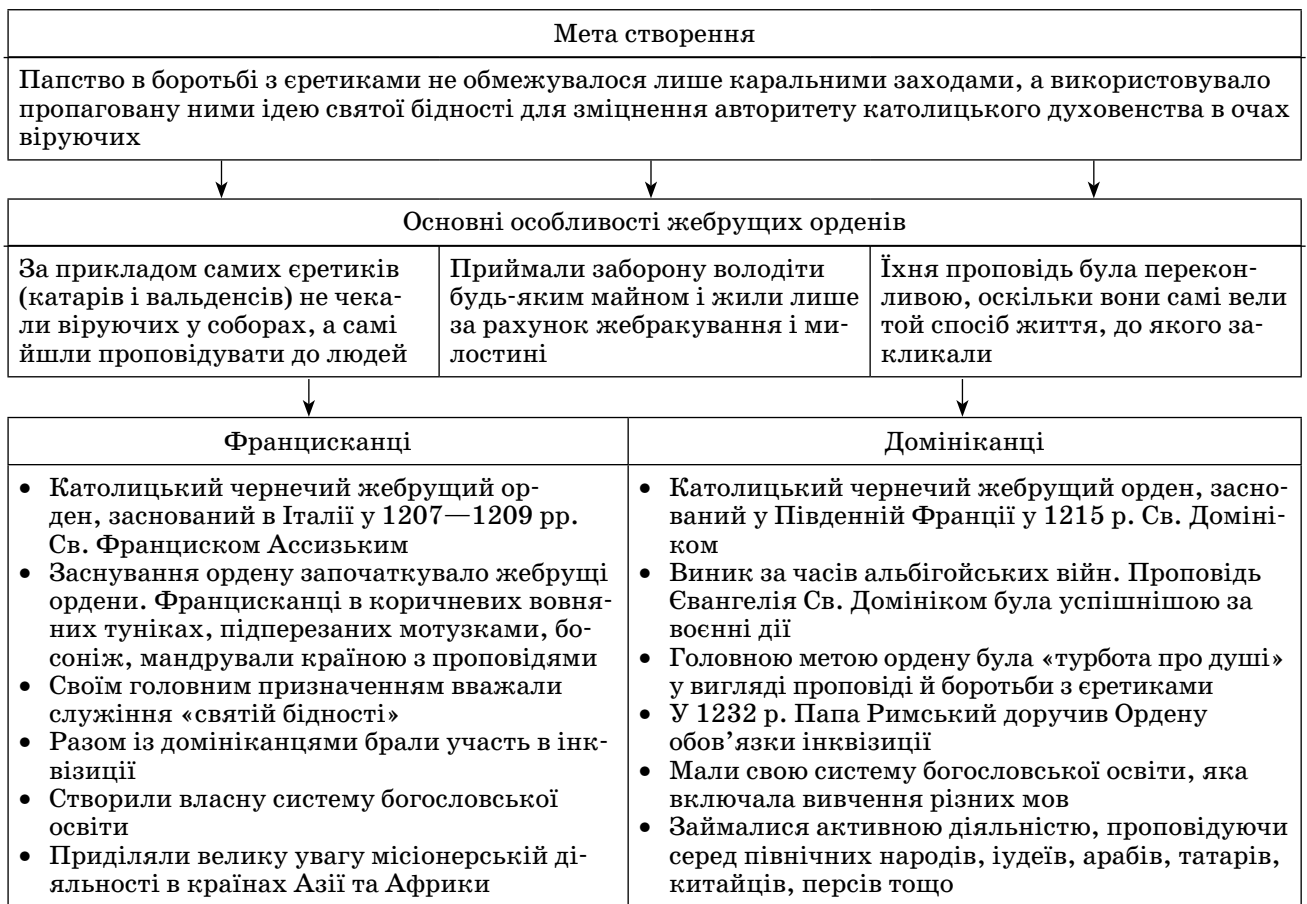 Мета створення
Папство в боротьбі з єретиками не обмежувалося лише каральними заходами, а використовувало
пропаговану ними ідею святої бідності для зміцнення авторитету католицького духовенства в очах
віруючих
Основні особливості жебрущих орденів
За прикладом самих єретиків
(катарів і вальденсів) не чека-
ли віруючих у соборах, а самі
йшли проповідувати до людей
Приймали заборону володіти
будь-яким майном і жили лише
за рахунок жебракування і ми-
лостині
Їхня проповідь була перекон-
ливою, оскільки вони самі вели
той спосіб життя, до якого за-
кликали
Францисканці
• Католицький чернечий жебрущий ор-
ден, заснований в Італії у 1207—1209 рр.
Св. Франциском Ассизьким
• Заснування ордену започаткувало жебрущі
ордени. Францисканці в коричневих вовня-
них туніках, підперезаних мотузками, бо-
соніж, мандрували країною з проповідями
• Своїм головним призначенням вважали
служіння «святій бідності»
• Разом із домініканцями брали участь в інк-
візиції
• Створили власну систему богословської
освіти
• Приділяли велику увагу місіонерській ді-
яльності в країнах Азії та Африки
Домініканці
• Католицький чернечий жебрущий орден, засно-
ваний у Південній Франції у 1215 р. Св. Доміні-
ком
• Виник за часів альбігойських війн. Проповідь
Євангелія Св. Домініком була успішнішою за
воєнні дії
• Головною метою ордену була «турбота про душі»
у вигляді проповіді й боротьби з єретиками
• У 1232 р. Папа Римський доручив Ордену
обов’язки інквізиції
• Мали свою систему богословської освіти, яка
включала вивчення різних мов
• Займалися активною діяльністю, проповідуючи
серед північних народів, іудеїв, арабів, татарів,
китайців, персів тощо